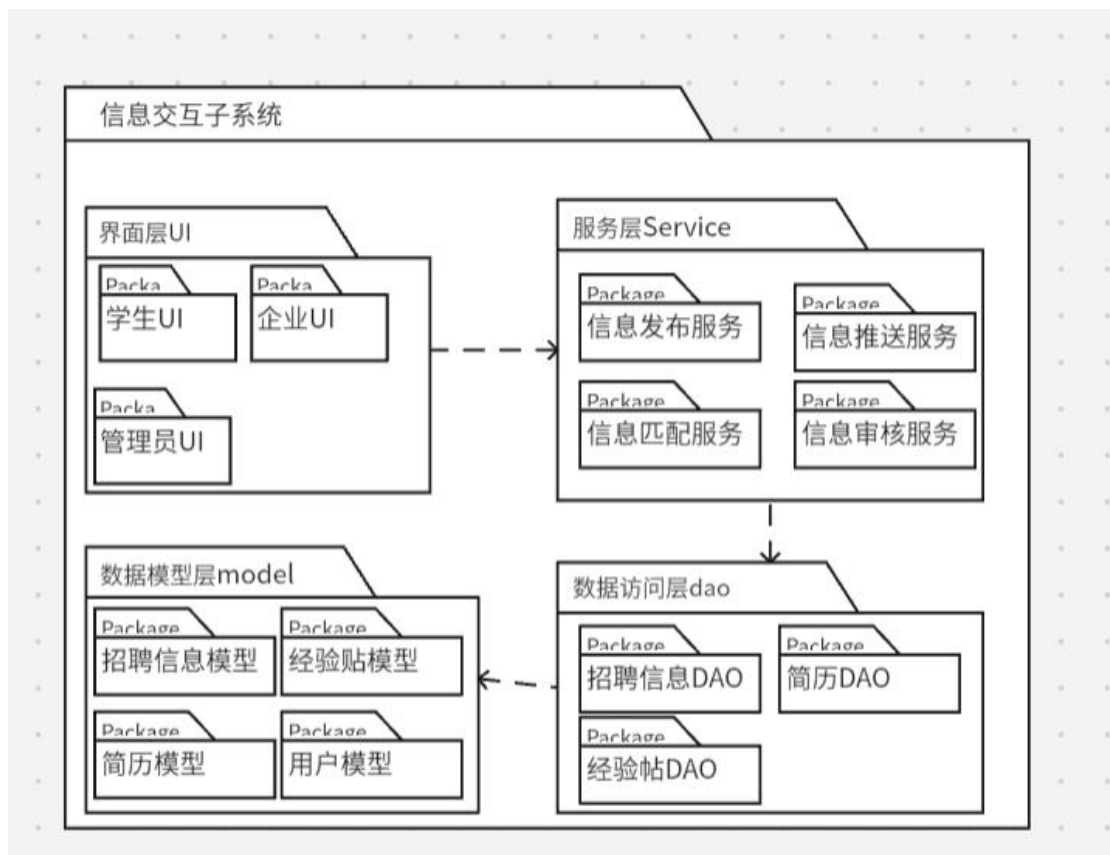 信息交互子系统
界面层UI
Packa
学生UI
Packa
企业UI
Packa
管理员UI
服务层Service
Package
信息发布服务
Package
信息推送服务
Package
信息匹配服务
Package
信息审核服务
数据模型层model
Package
招聘信息模型
Package
经验贴模型
Package
简历模型
Package
用户模型
数据访问层dao
Package
招聘信息DAO
Package
简历DAO
Package
经验帖DAO